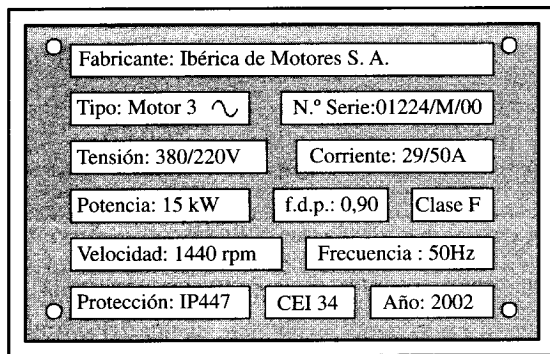 Fabricante: Ibérica de Motores S. A.
Tipo: Motor 3 N.º Serie:01224/M/00
Tensión: 380/220V Corriente: 29/50A
Potencia: 15 kW f.d.p.: 0,90 Clase F
Velocidad: 1440 rpm Frecuencia : 50Hz
Protección: IP447 CEI 34 Año: 2002